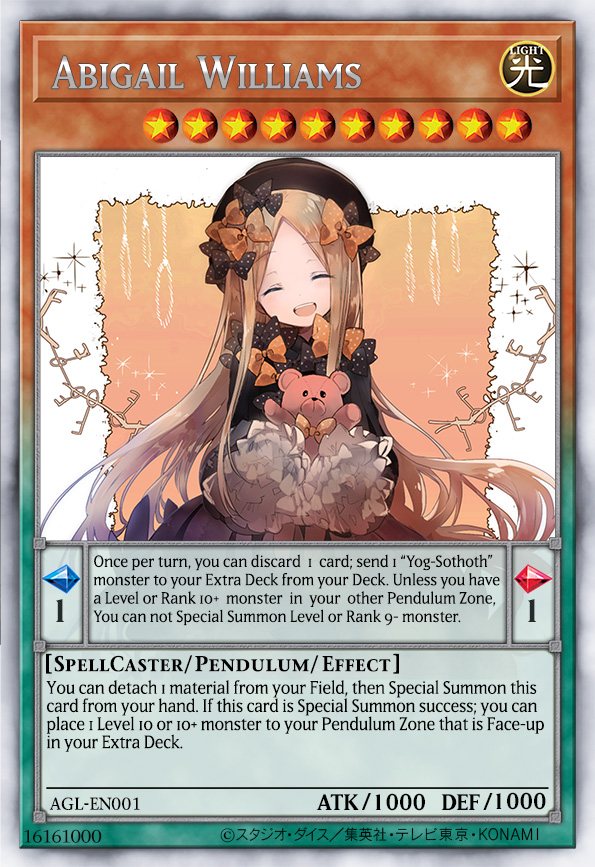 Abigail Williams
LIGHT
光
Once per turn, you can discard 1 card; send 1 “Yog-Sothoth”
monster to your Extra Deck from your Deck. Unless you have
a Level or Rank 10+ monster in your other Pendulum Zone,
You can not Special Summon Level or Rank 9- monster.
1
1
[SpellCaster/Pendulum/Effect]
You can detach 1 material from your Field, then Special Summon this
card from your hand. If this card is Special Summon success; you can
place 1 Level 10 or 10+ monster to your Pendulum Zone that is Face-up
in your Extra Deck.
AGL-EN001
ATK/1000 DEF/1000
16161000
©スタジオ・ダイス／集英社・テレビ東京・KONAMI